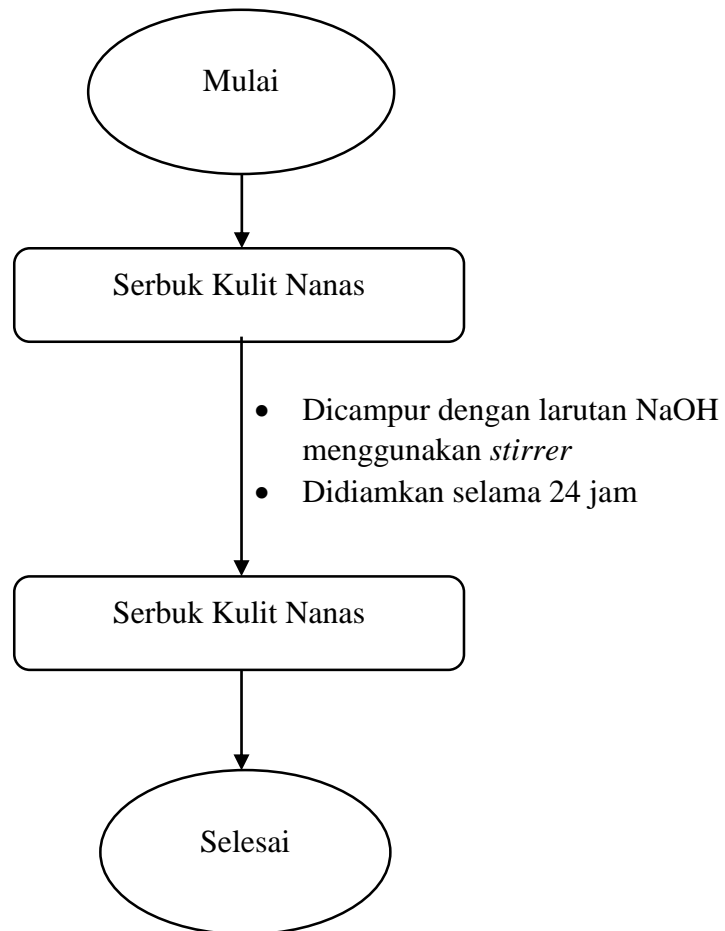 Mulai
Serbuk Kulit Nanas
• Dicampur dengan larutan NaOH
menggunakan stirrer
• Didiamkan selama 24 jam
Serbuk Kulit Nanas
Selesai